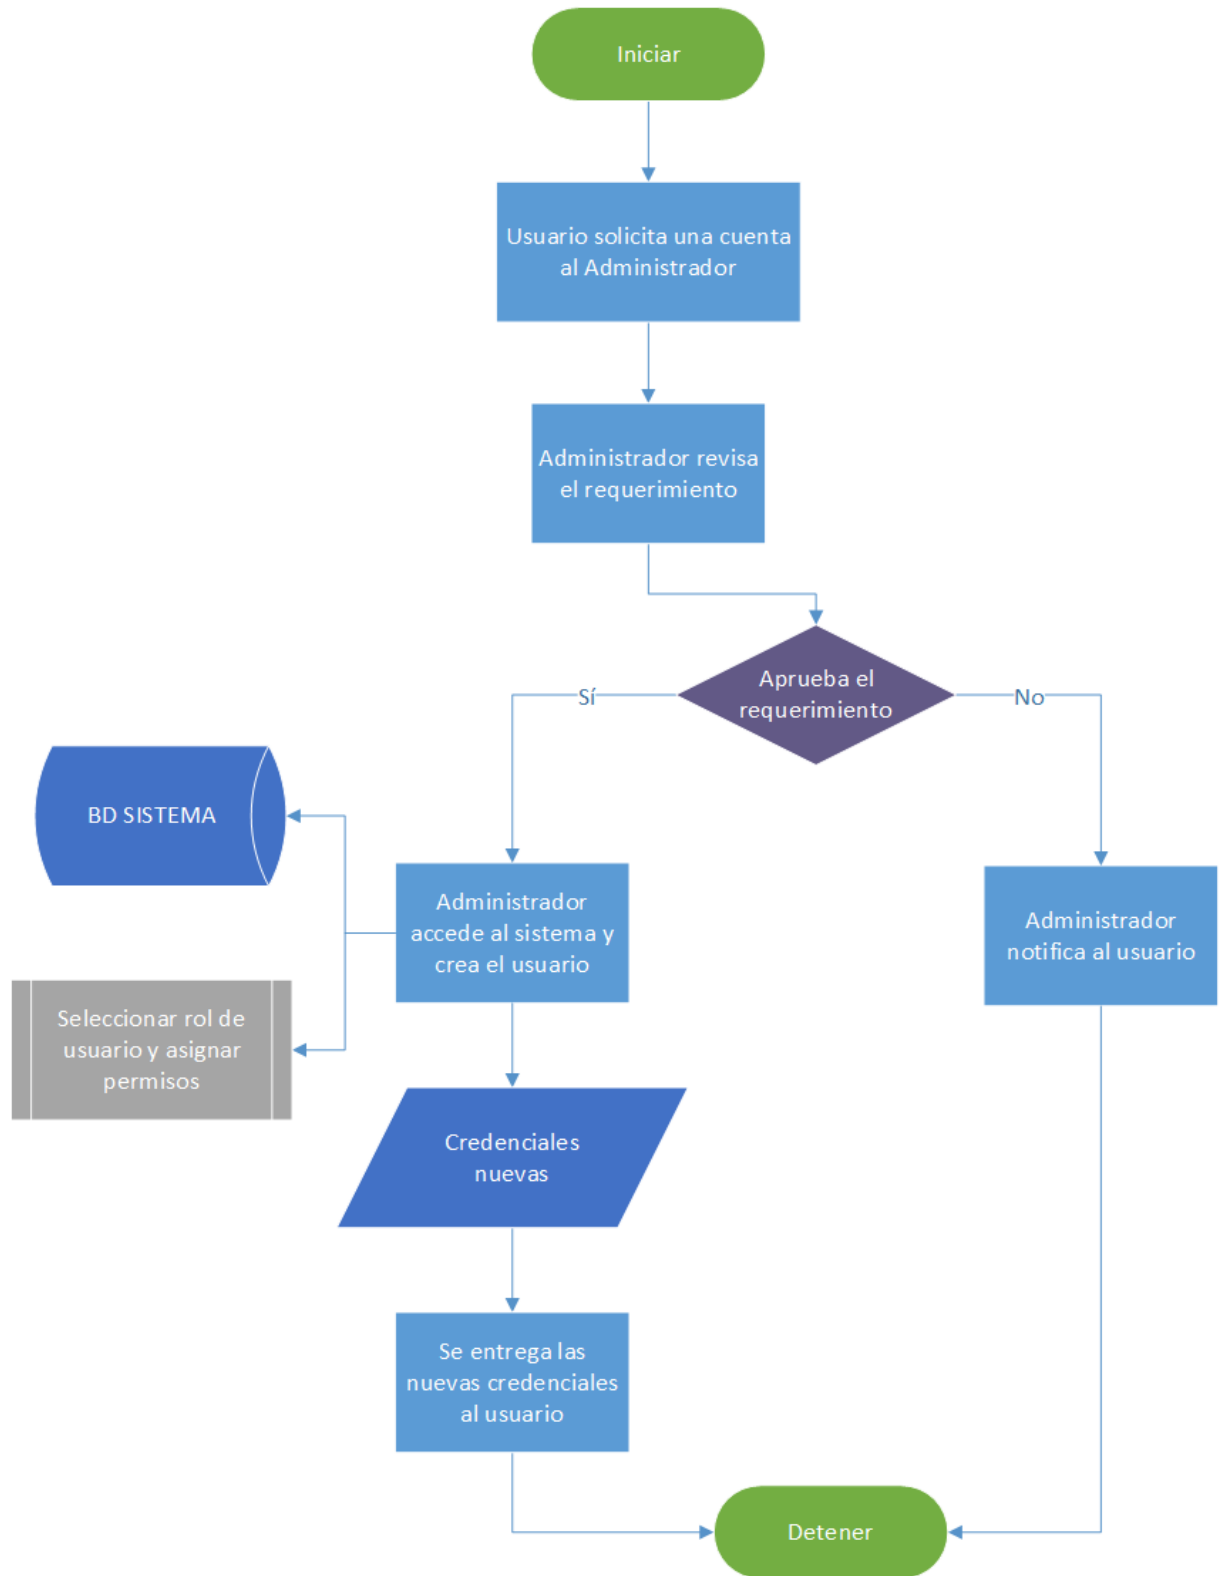 Iniciar
Usuario solicita una cuenta
al Administrador
Administrador revisa
el requerimiento
Aprueba el
requerimiento
Sí
No
BD SISTEMA
Administrador
accede al sistema y
crea el usuario
Administrador
notifica al usuario
Seleccionar rol de
usuario y asignar
permisos
Credenciales
nuevas
Se entrega las
nuevas credenciales
al usuario
Detener